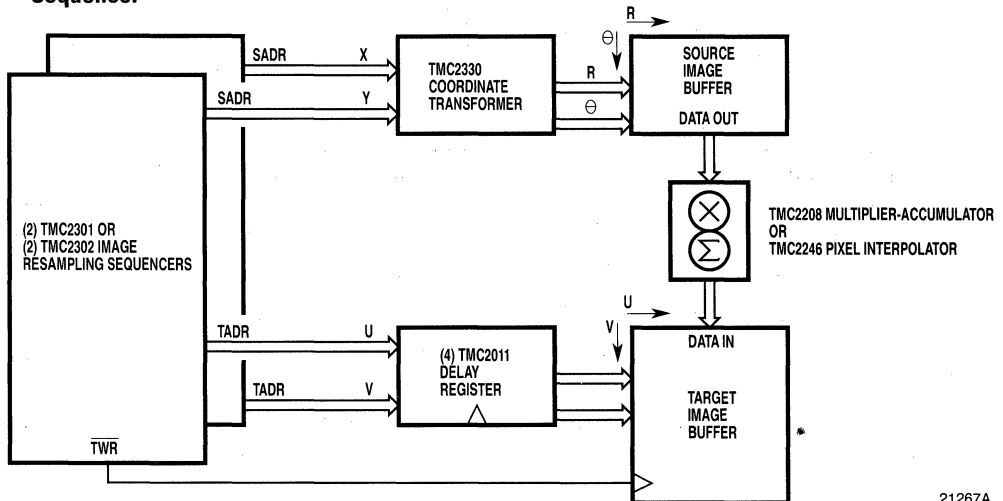 Sequence.
SADR X
SADR Y
TMC2330
COORDINATE
TRANSFORMER
R
Θ
R
Θ
SOURCE
IMAGE
BUFFER
DATA OUT
(2) TMC2301 OR
(2) TMC2302 IMAGE
RESAMPLING SEQUENCERS
TMC2208 MULTIPLIER-ACCUMULATOR
OR
TMC2246 PIXEL INTERPOLATOR
X
Σ
TADR U
TADR V
(4) TMC2011
DELAY
REGISTER
U
V
DATA IN
TARGET
IMAGE
BUFFER
TWR
21267A